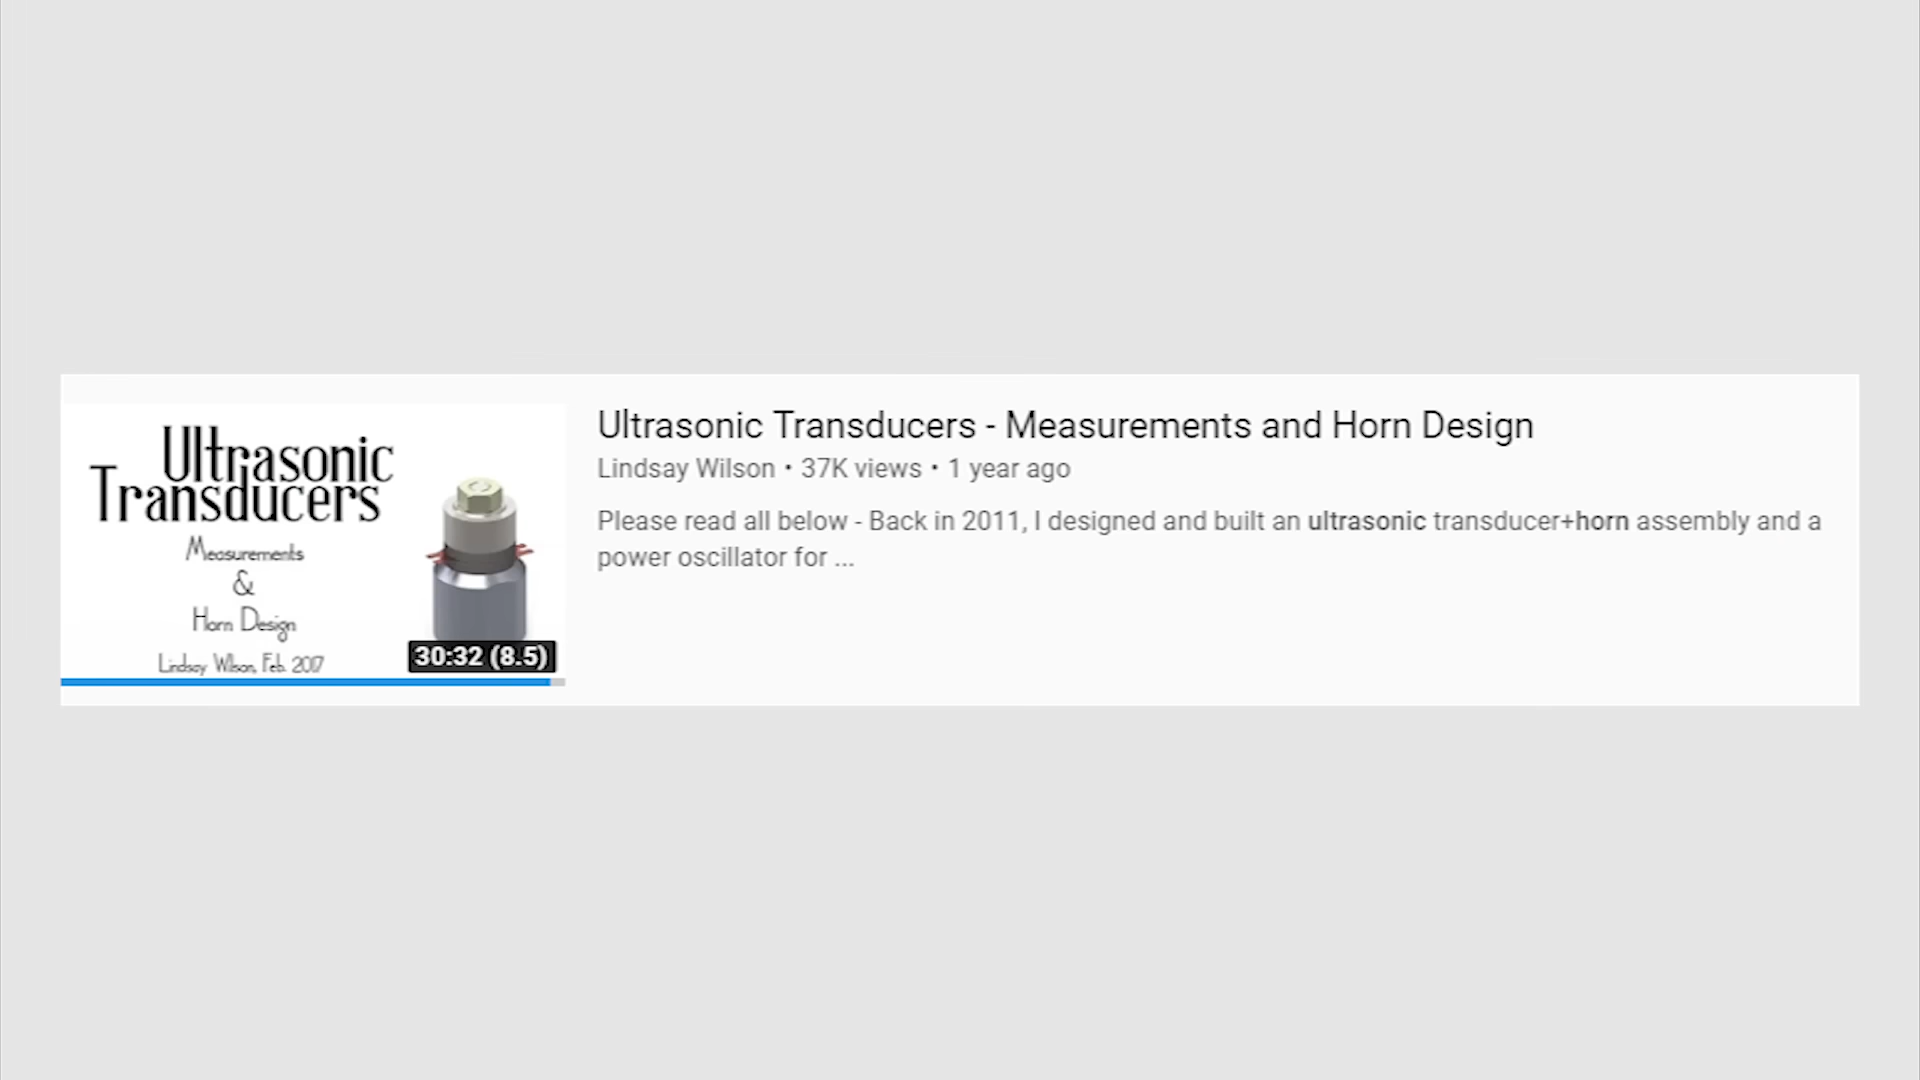 Ultrasonic
Transducers
Measurements
&
Horn Design
Lindsay Wilson, Feb. 2017
30:32 (8.5)
Ultrasonic Transducers - Measurements and Horn Design
Lindsay Wilson • 37K views • 1 year ago
Please read all below - Back in 2011, I designed and built an ultrasonic transducer+horn assembly and a
power oscillator for ...